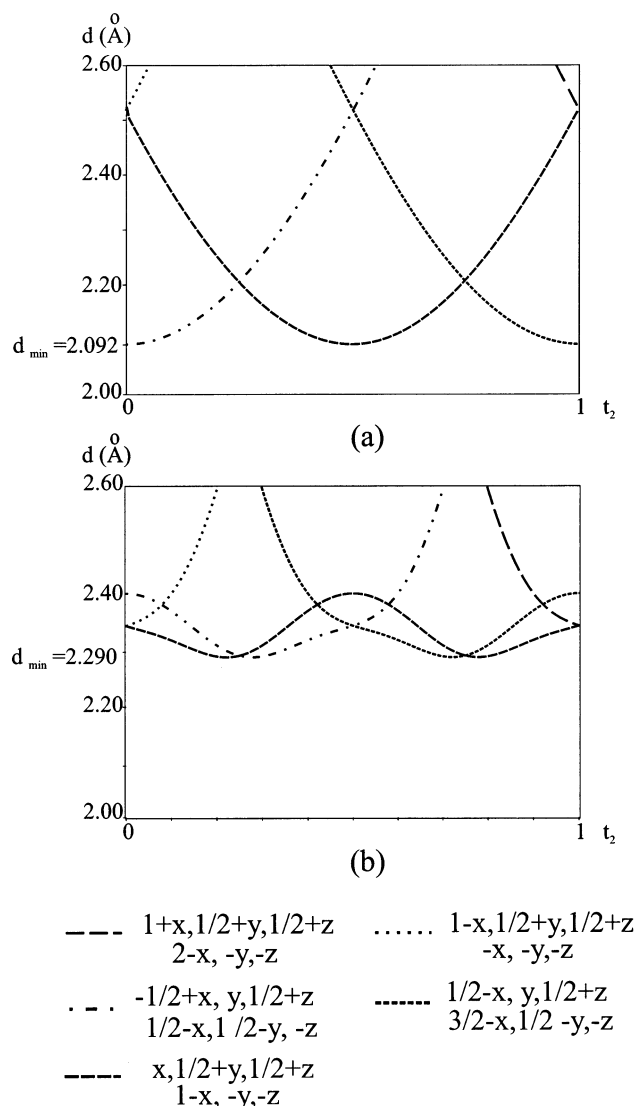 d (Å)
2.60
2.40
2.20
d min =2.092
2.00
0 1 t2
(a)
d (Å)
2.60
2.40
d min =2.290
2.20
2.00
0 1 t2
(b)
1+x,1/2+y,1/2+z
2-x, -y,-z
1-x,1/2+y,1/2+z
-x, -y,-z
-1/2+x, y,1/2+z
1/2-x,1 /2-y, -z
1/2-x, y,1/2+z
3/2-x,1/2 -y,-z
x,1/2+y,1/2+z
1-x, -y,-z